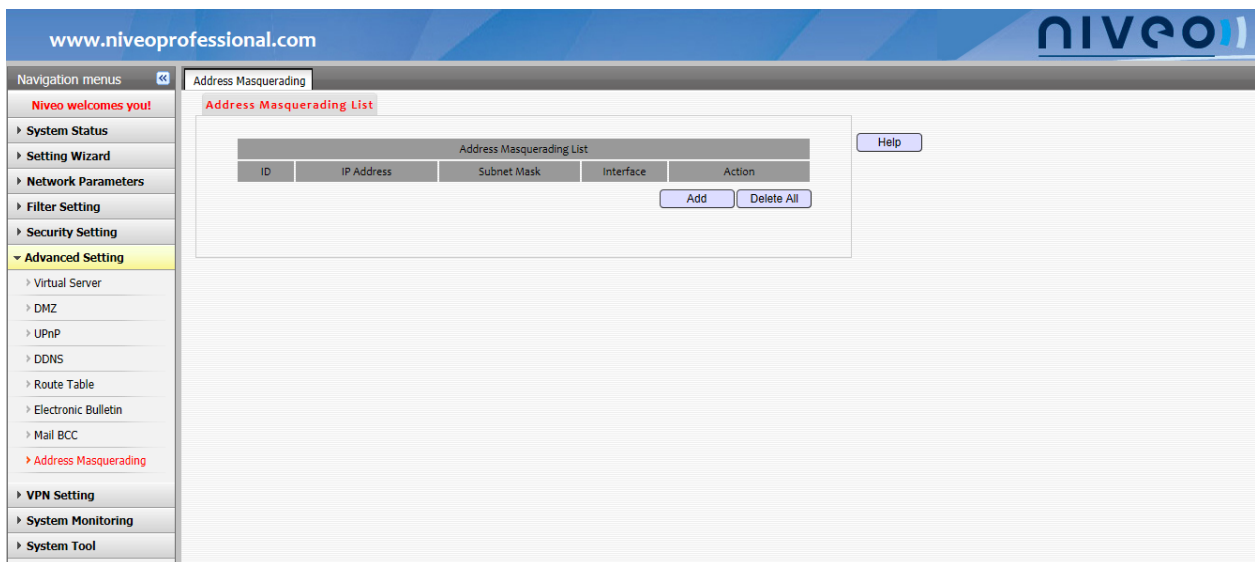 www.niveoprofessional.com
niveo
Navigation menus
Address Masquerading
Niveo welcomes you!
Address Masquerading List
System Status
Setting Wizard
Network Parameters
Filter Setting
Security Setting
Advanced Setting
Virtual Server
DMZ
UPnP
DDNS
Route Table
Electronic Bulletin
Mail BCC
Address Masquerading
VPN Setting
System Monitoring
System Tool
Address Masquerading List
ID IP Address Subnet Mask Interface Action
Add Delete All
Help